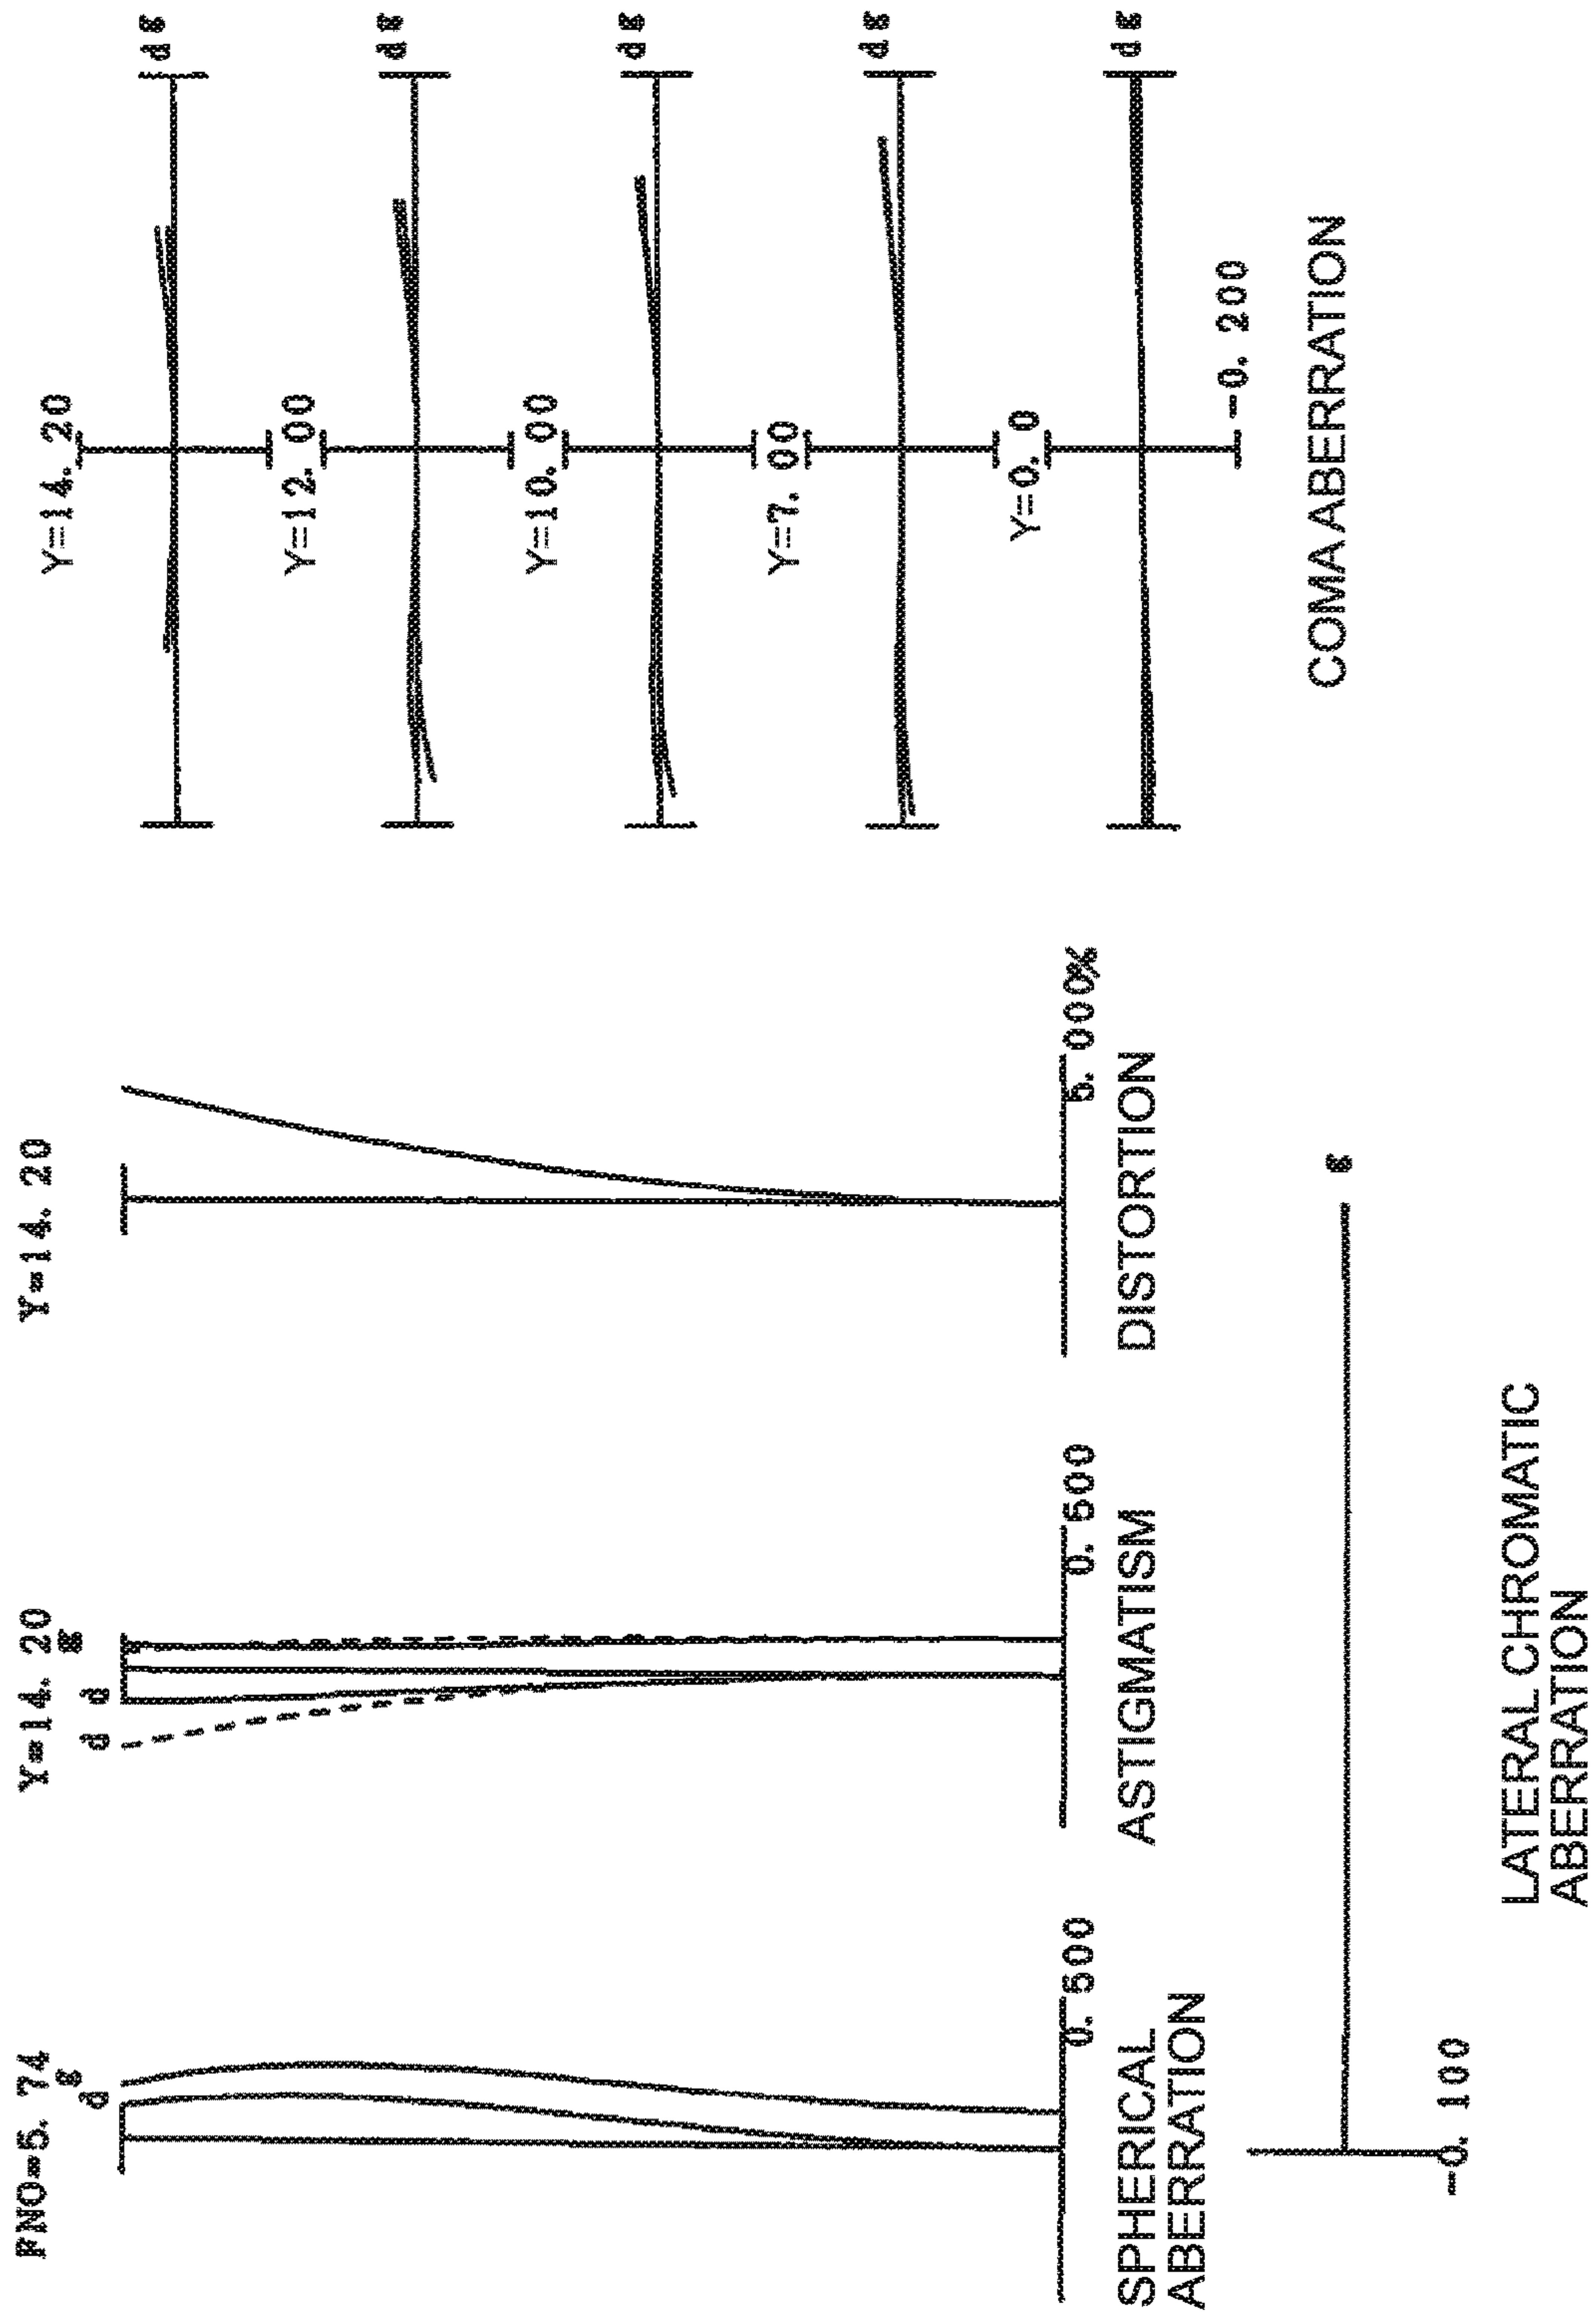 FNO=5. 74
g
d
0. 500
SPHERICAL
ABERRATION
Y=14. 20
g
d
d
0. 500
ASTIGMATISM
Y=14. 20
5. 000%
DISTORTION
Y=14. 20
d g
Y=12. 00
d g
Y=10. 00
d g
Y=7. 00
d g
Y=0. 0
d g
-0. 200
COMA ABERRATION
g
-0. 100
LATERAL CHROMATIC
ABERRATION